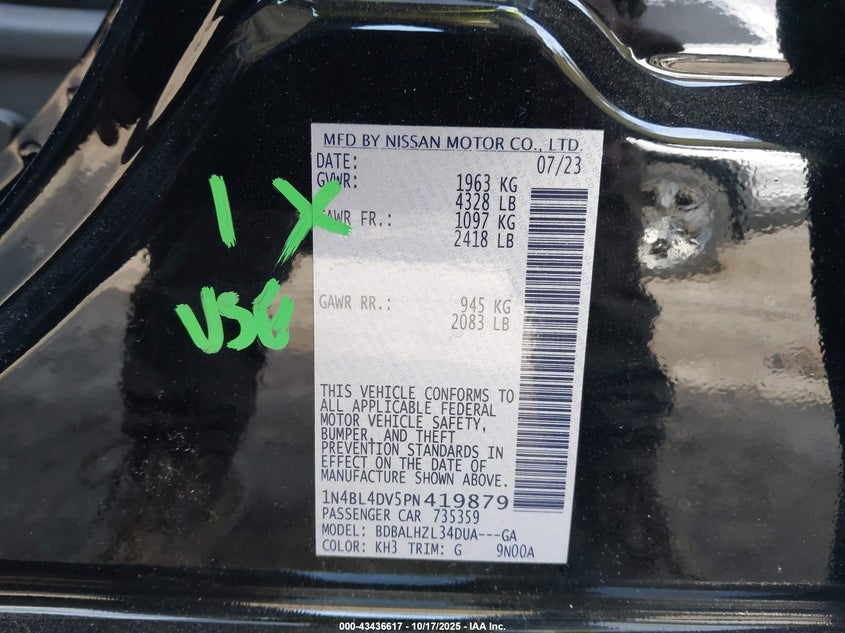 MFD BY NISSAN MOTOR CO., LTD.
DATE: 07/23
GVWR: 1963 KG
4328 LB
GAWR FR.: 1097 KG
2418 LB
GAWR RR.: 945 KG
2083 LB
THIS VEHICLE CONFORMS TO
ALL APPLICABLE FEDERAL
MOTOR VEHICLE SAFETY,
BUMPER, AND THEFT
PREVENTION STANDARDS IN
EFFECT ON THE DATE OF
MANUFACTURE SHOWN ABOVE.
1N4BL4DV5PN419879
PASSENGER CAR 735359
MODEL: BDBALHZL34DUA---GA
COLOR: KH3 TRIM: G 9N00A
1 X
VSG
000-43436617 - 10/17/2025 - IAA Inc.